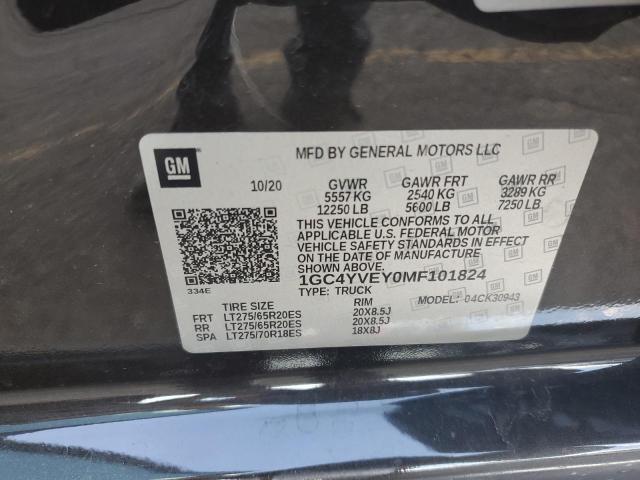 GM
MFD BY GENERAL MOTORS LLC
10/20 GVWR GAWR FRT GAWR RR
5557 KG 2540 KG 3289 KG
12250 LB 5600 LB 7250 LB
THIS VEHICLE CONFORMS TO ALL
APPLICABLE U.S. FEDERAL MOTOR
VEHICLE SAFETY STANDARDS IN EFFECT
ON THE DATE OF MANUFACTURE
SHOWN ABOVE.
334E
1GC4YVEY0MF101824
TYPE: TRUCK MODEL: 04CK30943
TIRE SIZE RIM
FRT LT275/65R20ES 20X8.5J
RR LT275/65R20ES 20X8.5J
SPA LT275/70R18ES 18X8J